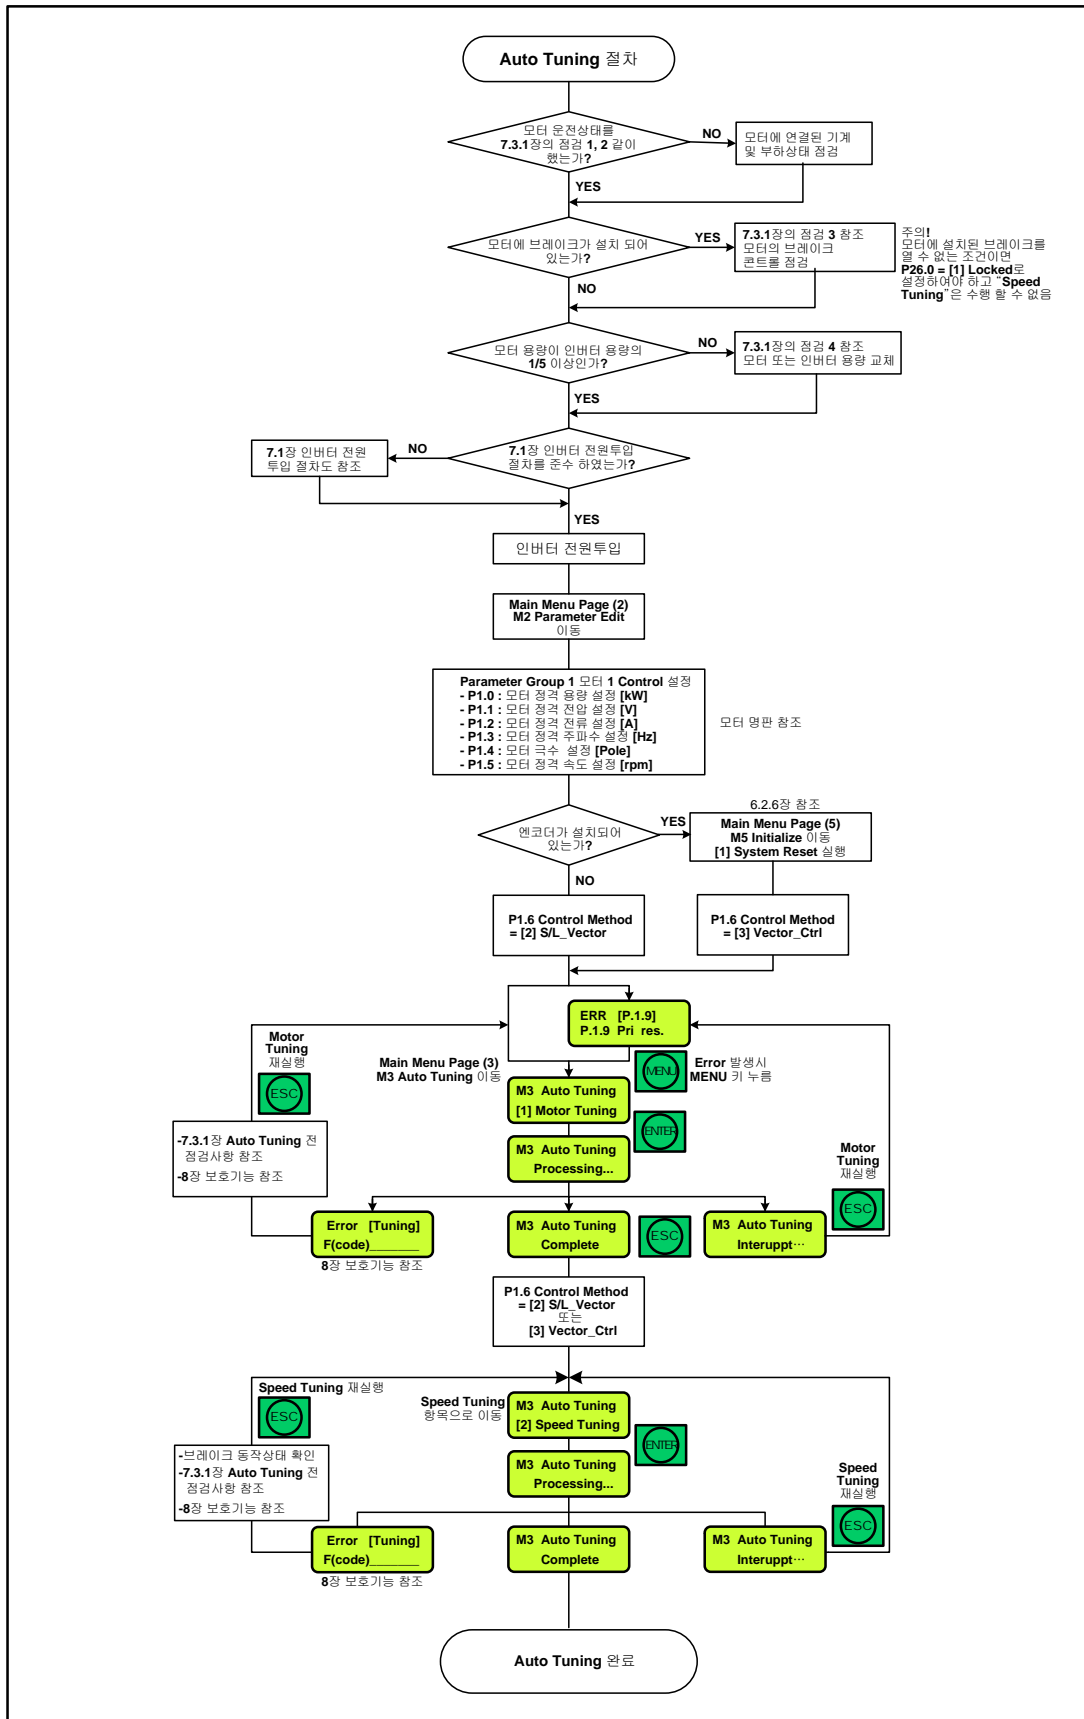 Auto Tuning 절차
모터 운전상태를
7.3.1장의 점검 1, 2 같이
했는가?
NO
모터에 연결된 기계
및 부하상태 점검
YES
모터에 브레이크가 설치 되어
있는가?
YES
7.3.1장의 점검 3 참조
모터의 브레이크
콘트롤 점검
주의!
모터에 설치된 브레이크를
열 수 없는 조건이면
P26.0 = [1] Locked로
설정하여야 하고 "Speed
Tuning"은 수행 할 수 없음
NO
모터 용량이 인버터 용량의
1/5 이상인가?
NO
7.3.1장의 점검 4 참조
모터 또는 인버터 용량 교체
YES
7.1장 인버터 전원투입
절차를 준수 하였는가?
NO
7.1장 인버터 전원
투입 절차도 참조
YES
인버터 전원투입
Main Menu Page (2)
M2 Parameter Edit
이동
Parameter Group 1 모터 1 Control 설정
- P1.0 : 모터 정격 용량 설정 [kW]
- P1.1 : 모터 정격 전압 설정 [V]
- P1.2 : 모터 정격 전류 설정 [A]
- P1.3 : 모터 정격 주파수 설정 [Hz]
- P1.4 : 모터 극수 설정 [Pole]
- P1.5 : 모터 정격 속도 설정 [rpm]
모터 명판 참조
엔코더가 설치되어
있는가?
YES
6.2.6장 참조
Main Menu Page (5)
M5 Initialize 이동
[1] System Reset 실행
NO
P1.6 Control Method
= [2] S/L_Vector
P1.6 Control Method
= [3] Vector_Ctrl
ERR [P.1.9]
P.1.9 Pri res.
Motor
Tuning
재실행
ESC
Main Menu Page (3)
M3 Auto Tuning 이동
MENU
Error 발생시
MENU 키 누름
M3 Auto Tuning
[1] Motor Tuning
ENTER
-7.3.1장 Auto Tuning 전
점검사항 참조
-8장 보호기능 참조
M3 Auto Tuning
Processing...
Motor
Tuning
재실행
ESC
Error [Tuning]
F(code)_______
8장 보호기능 참조
M3 Auto Tuning
Complete
ESC
M3 Auto Tuning
Interuppt…
P1.6 Control Method
= [2] S/L_Vector
또는
[3] Vector_Ctrl
Speed Tuning 재실행
ESC
Speed Tuning
항목으로 이동
M3 Auto Tuning
[2] Speed Tuning
ENTER
-브레이크 동작상태 확인
-7.3.1장 Auto Tuning 전
점검사항 참조
-8장 보호기능 참조
M3 Auto Tuning
Processing...
Speed
Tuning
재실행
ESC
Error [Tuning]
F(code)_______
8장 보호기능 참조
M3 Auto Tuning
Complete
M3 Auto Tuning
Interuppt…
Auto Tuning 완료